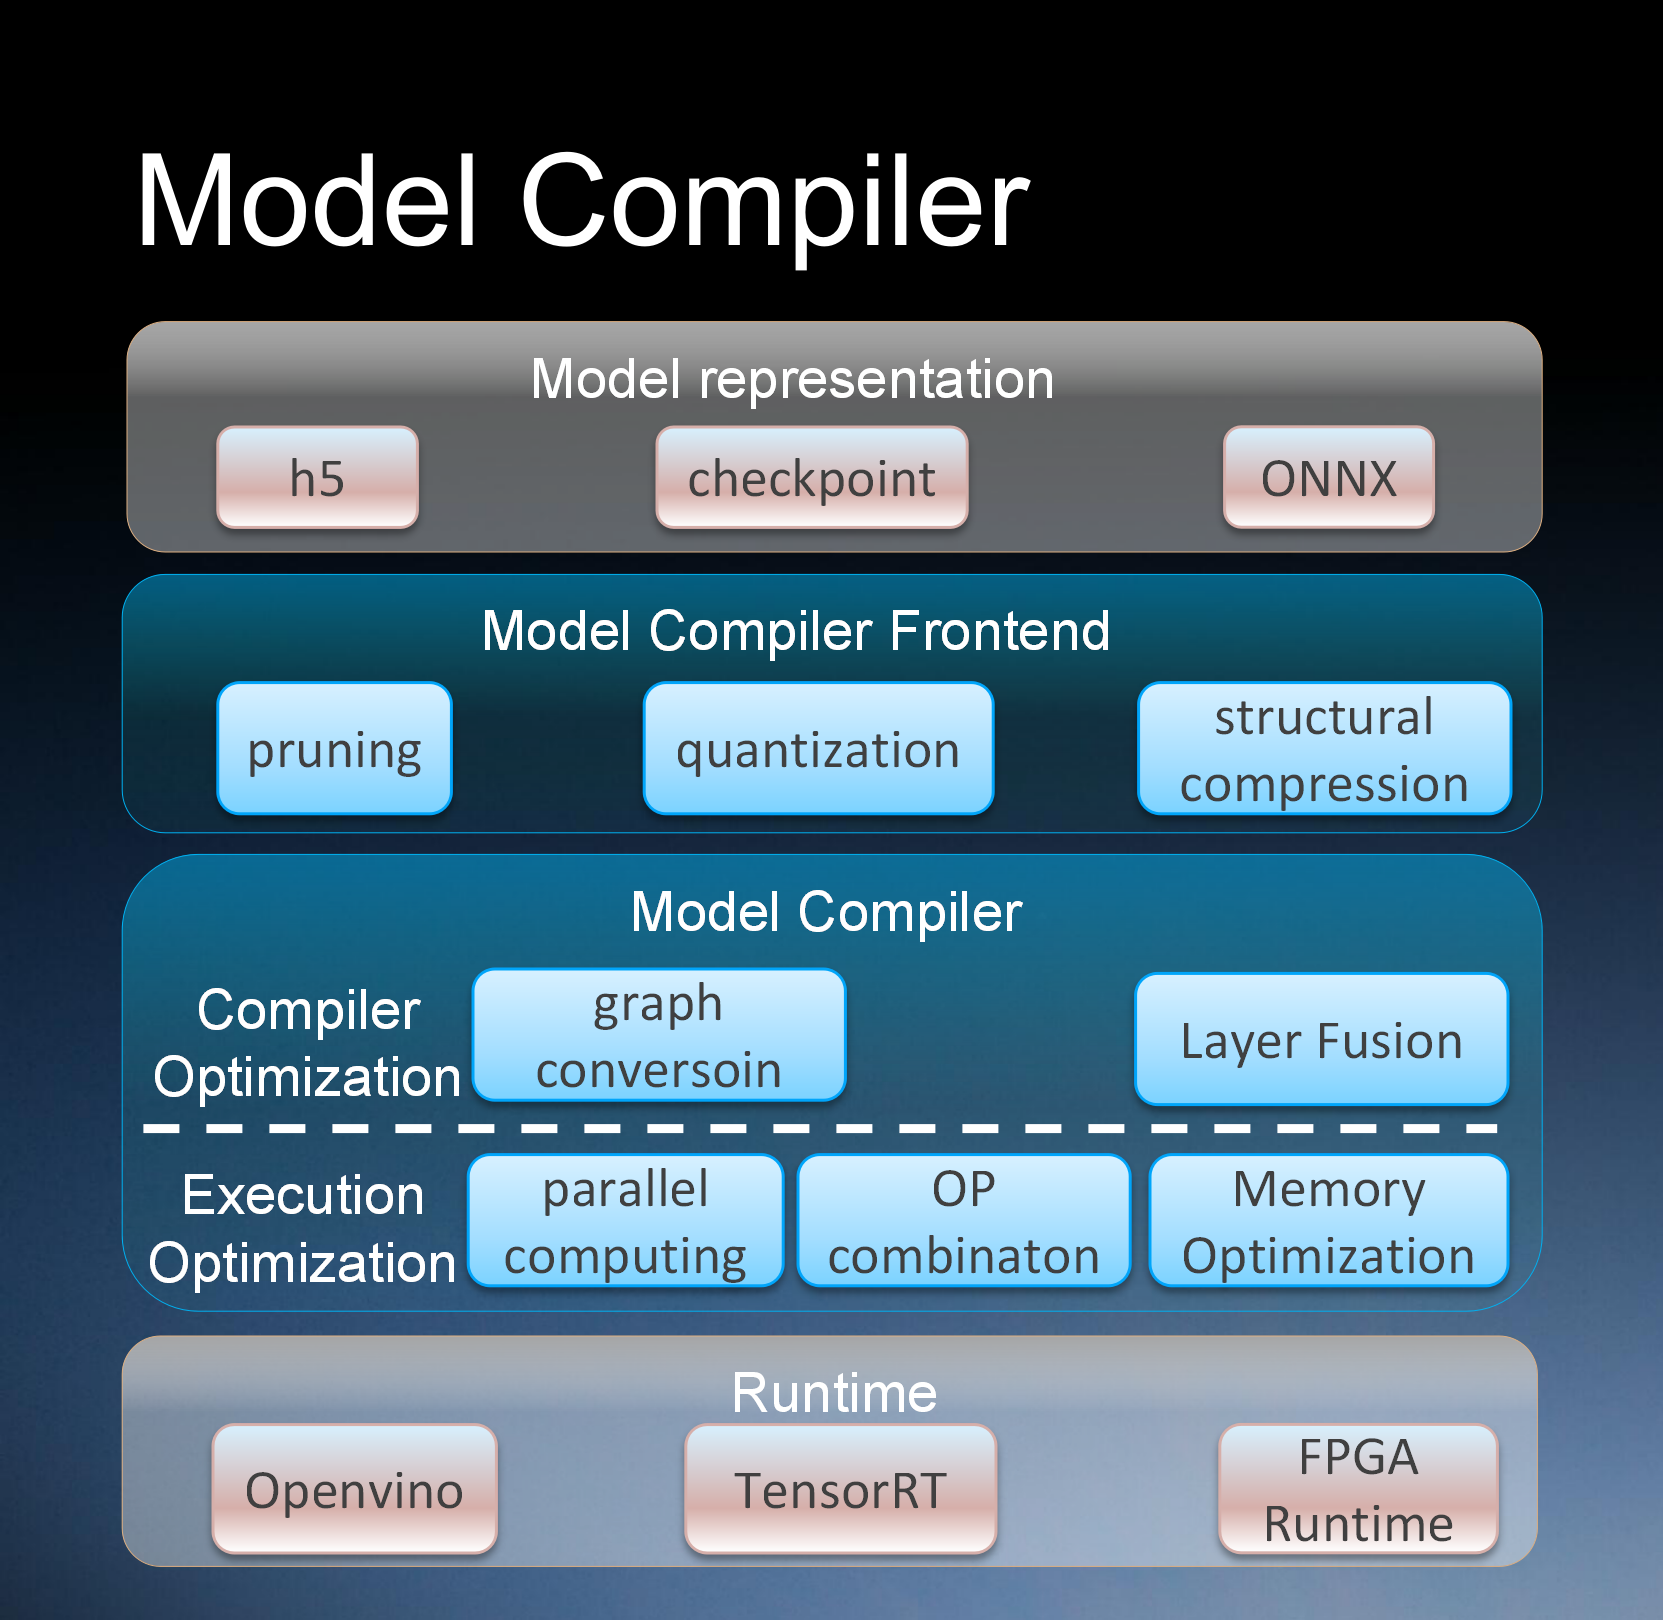 Model Compiler
Model representation
h5
checkpoint
ONNX
Model Compiler Frontend
pruning
quantization
structural
compression
Model Compiler
Compiler
Optimization
graph
conversoin
Layer Fusion
Execution
Optimization
parallel
computing
OP
combinaton
Memory
Optimization
Runtime
Openvino
TensorRT
FPGA
Runtime